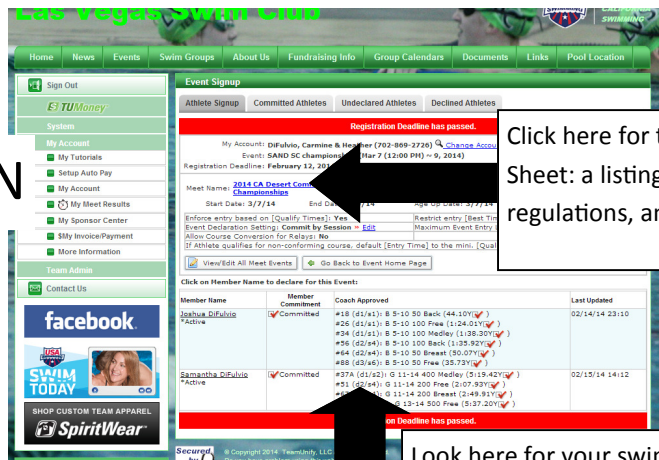 Las Vegas Swim Club
CALIFORNIA
SWIMMING
Home News Events Swim Groups About Us Fundraising Info Group Calendars Documents Links Pool Location
Sign Out
TUMoney
System
My Account
My Tutorials
Setup Auto Pay
My Account
My Meet Results
My Sponsor Center
$My Invoice/Payment
More Information
Team Admin
Contact Us
facebook
USA
SWIM
TODAY
SHOP CUSTOM TEAM APPAREL
SpiritWear
N
Event Signup
Athlete Signup Committed Athletes Undeclared Athletes Declined Athletes
Registration Deadline has passed.
My Account: DiFulvio, Carmine & Heather (702-869-2726) Change Accou
Event: SAND SC champions (Mar 7 (12:00 PM) ~ 9, 2014)
Registration Deadline: February 12, 201
Meet Name: 2014 CA Desert Com
Championships
Start Date: 3/7/14 End Da Age Up Date: 3/7/14
Enforce entry based on [Qualify Times]: Yes Restrict entry [Best Tim
Event Declaration Setting: Commit by Session » Edit Maximum Event Entry
Allow Course Conversion for Relays: No
If Athlete qualifies for non-conforming course, default [Entry Time] to the mini. [Qual
View/Edit All Meet Events Go Back to Event Home Page
Click on Member Name to declare for this Event:
Member Name Member Commitment Coach Approved Last Updated
Joshua DiFulvio Committed #18 (d1/s1): B 5-10 50 Back (44.10Y ) 02/14/14 23:10
*Active #26 (d1/s1): B 5-10 100 Free (1:24.01Y )
#34 (d1/s1): B 5-10 100 Medley (1:38.30Y )
#56 (d2/s4): B 5-10 100 Back (1:35.92Y )
#64 (d2/s4): B 5-10 50 Breast (50.07Y )
#88 (d3/s6): B 5-10 50 Free (35.73Y )
Samantha DiFulvio Committed #37A (d1/s2): G 11-14 400 Medley (5:19.42Y ) 02/15/14 14:12
*Active #51 (d2/s4): G 11-14 200 Free (2:07.93Y )
G 11-14 200 Breast (2:49.91Y )
G 13-14 500 Free (5:37.20Y )
on Deadline has passed.
Click here for t
Sheet: a listing
regulations, an
Look here for your swin
Secured
by
© Copyright 2014 TeamUnify, LLC